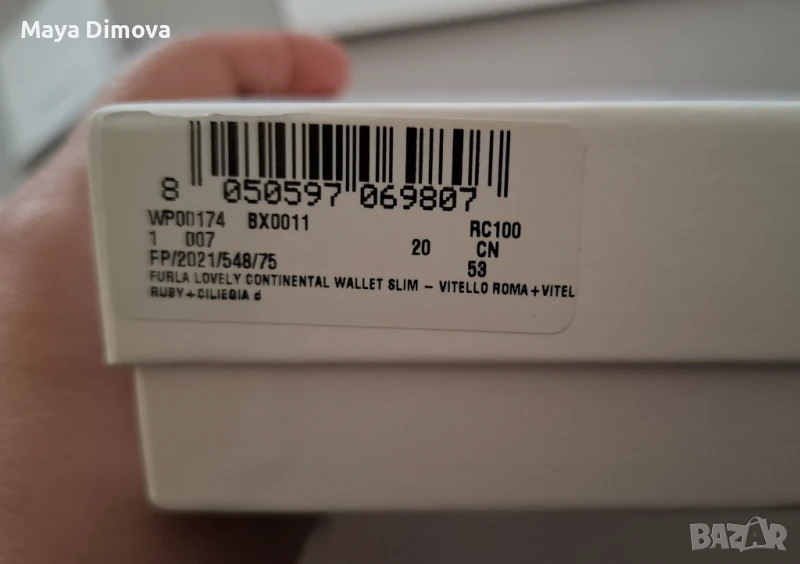 Maya Dimova
8 050597 069807
WP00174 BX0011 RC100
1 007 20 CN
FP/2021/548/75 53
FURLA LOVELY CONTINENTAL WALLET SLIM – VITELLO ROMA+VITEL
RUBY+CILIEGIA d
BAZAR